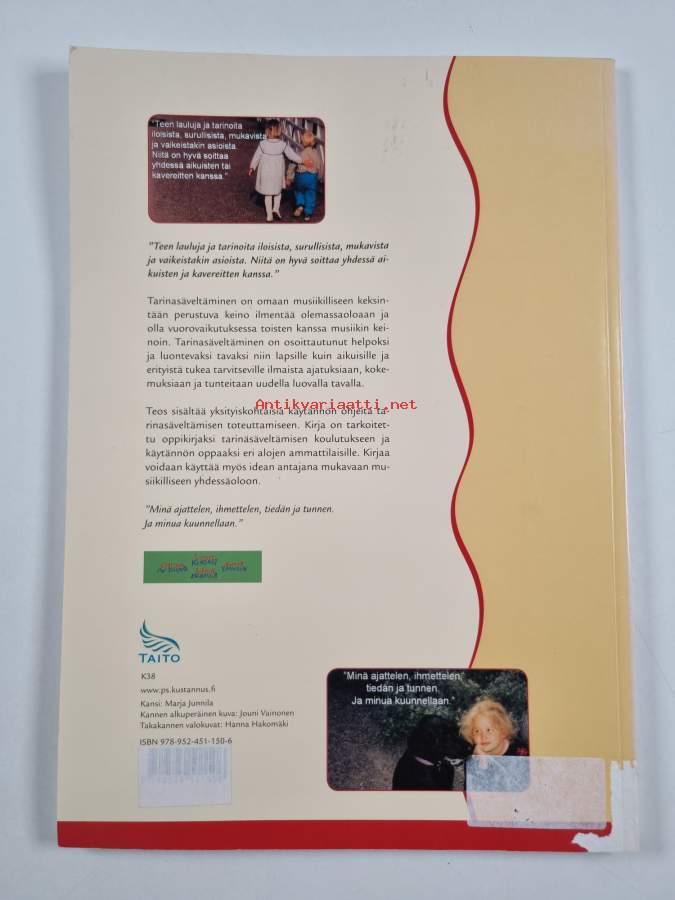 "Teen lauluja ja tarinoita
iloisista, surullisista, mukavista
ja vaikeistakin asioista.
Niitä on hyvä soittaa
yhdessä aikuisten tai
kavereitten kanssa."
"Teen lauluja ja tarinoita iloisista, surullisista, mukavista
ja vaikeistakin asioista. Niitä on hyvä soittaa yhdessä ai-
kuisten ja kavereitten kanssa."
Tarinasäveltäminen on omaan musiikilliseen keksin-
tään perustuva keino ilmentää olemassaoloaan ja
olla vuorovaikutuksessa toisten kanssa musiikin kei-
noin. Tarinasäveltäminen on osoittautunut helpoksi
ja luontevaksi tavaksi niin lapsille kuin aikuisille ja
erityistä tukea tarvitseville ilmaista ajatuksiaan, koke-
muksiaan ja tunteitaan uudella luovalla tavalla.
Antikvariaatti.net
Teos sisältää yksityiskohtaisia käytännön ohjeita ta-
rinasäveltämisen toteuttamiseen. Kirja on tarkoitet-
tu oppikirjaksi tarinasäveltämisen koulutukseen ja
käytännön oppaaksi eri alojen ammattilaisille. Kirjaa
voidaan käyttää myös idean antajana mukavaan mu-
siikilliseen yhdessäoloon.
"Minä ajattelen, ihmettelen, tiedän ja tunnen.
Ja minua kuunnellaan."
TAITO
K38
www.ps.kustannus.fi
Kansi: Marja Junnila
Kannen alkuperäinen kuva: Jouni Vainonen
Takakannen valokuvat: Hanna Hakomäki
ISBN 978-952-451-150-6
"Minä ajattelen, ihmettelen,
tiedän ja tunnen.
Ja minua kuunnellaan."